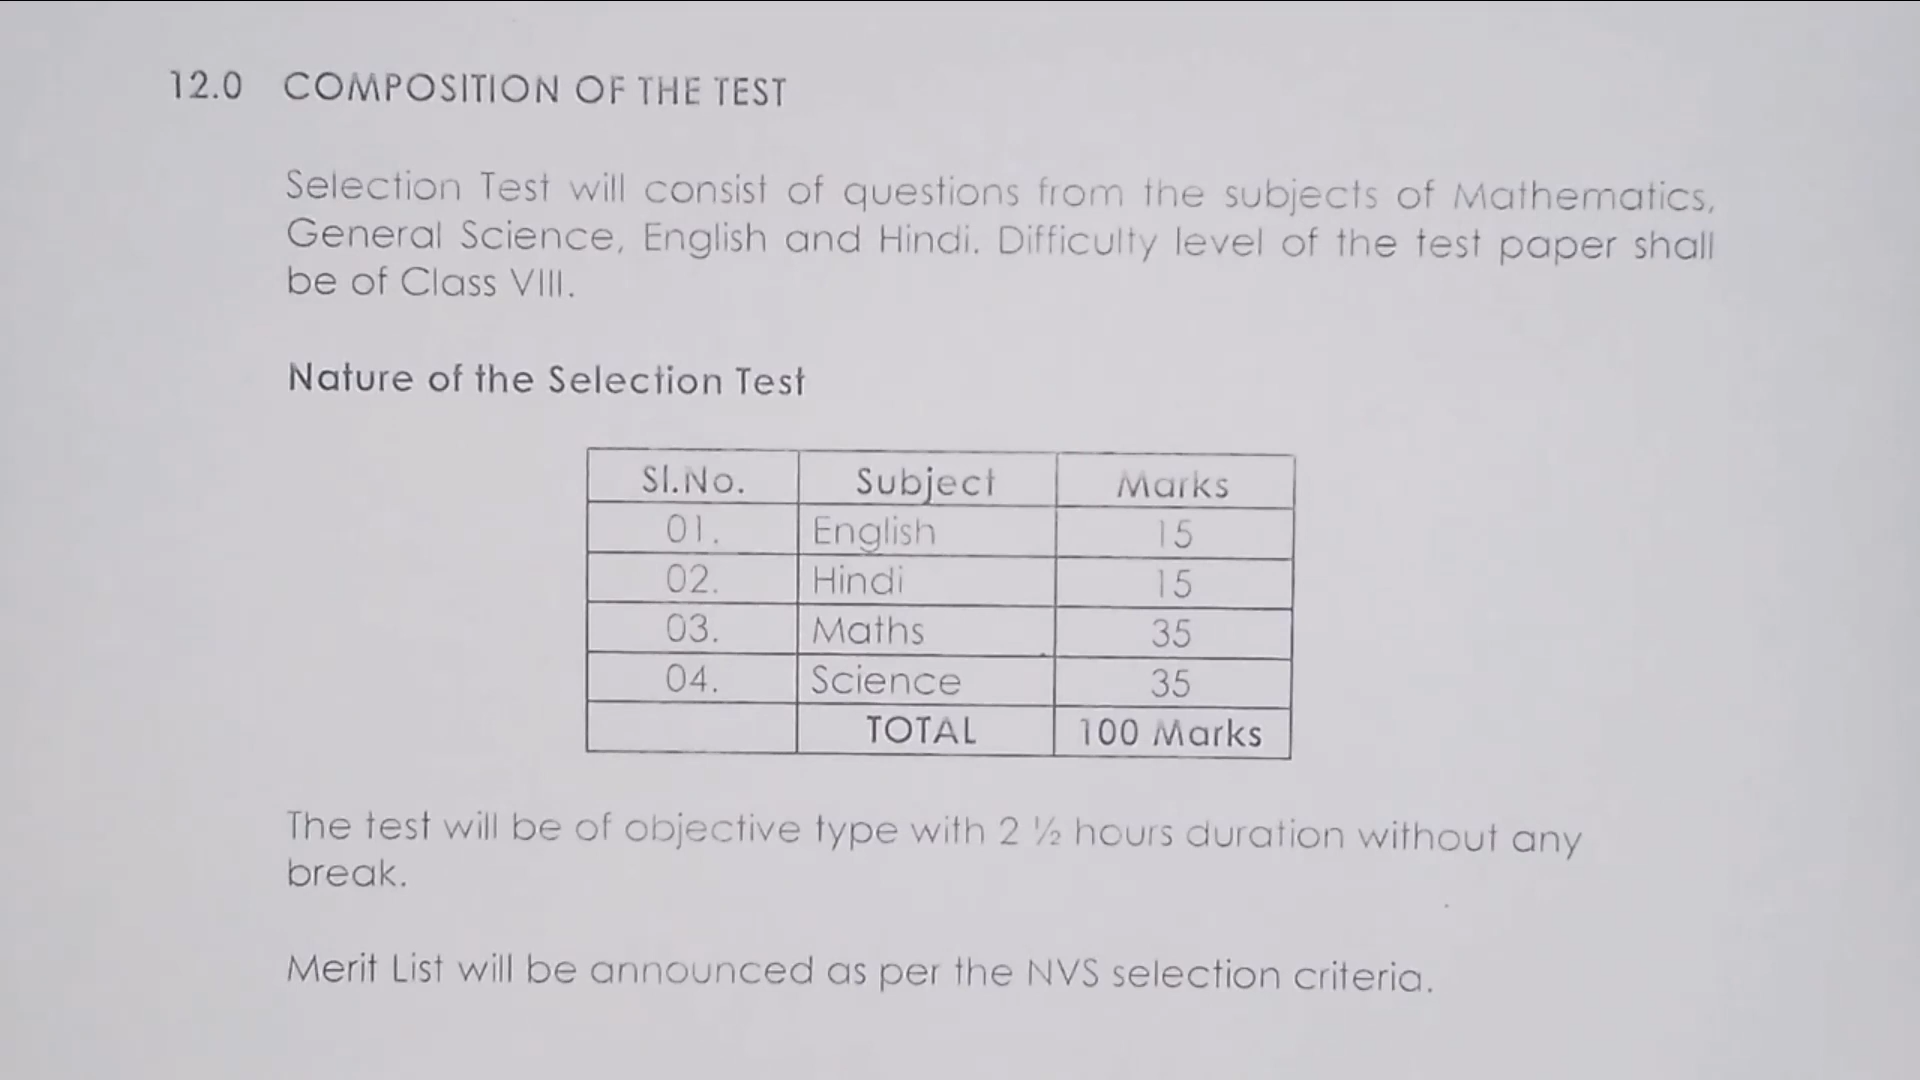 12.0 COMPOSITION OF THE TEST
Selection Test will consist of questions from the subjects of Mathematics,
General Science, English and Hindi. Difficulty level of the test paper shall
be of Class VIII.
Nature of the Selection Test
Sl.No. Subject Marks
01. English 15
02. Hindi 15
03. Maths 35
04. Science 35
TOTAL 100 Marks
The test will be of objective type with 2 ½ hours duration without any
break.
Merit List will be announced as per the NVS selection criteria.